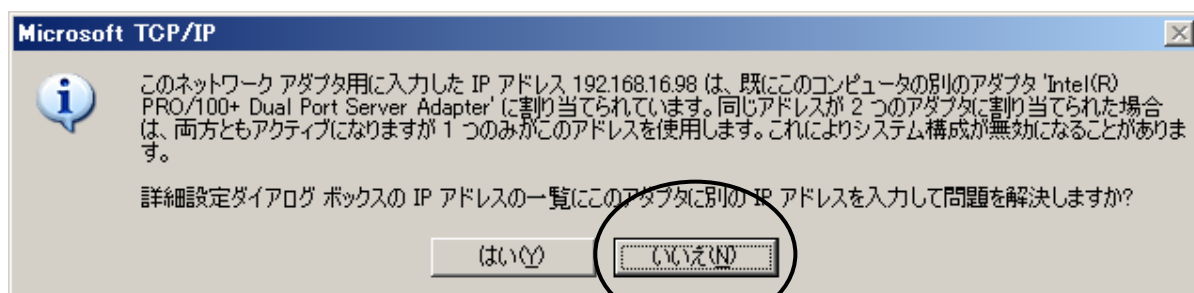 Microsoft TCP/IP
このネットワーク アダプタ用に入力した IP アドレス 192.168.16.98 は、既にこのコンピュータの別のアダプタ 'Intel(R)
PRO/100+ Dual Port Server Adapter' に割り当てられています。同じアドレスが 2 つのアダプタに割り当てられた場合
は、両方ともアクティブになりますが 1 つのみがこのアドレスを使用します。これによりシステム構成が無効になることがありま
す。
詳細設定ダイアログ ボックスの IP アドレスの一覧にこのアダプタに別の IP アドレスを入力して問題を解決しますか?
はい(Y) いいえ(N)